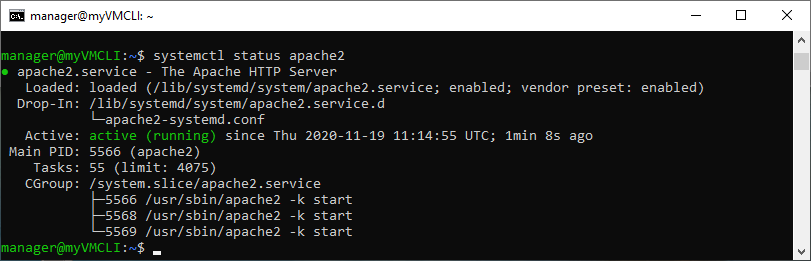 manager@myVMCLI: ~
manager@myVMCLI:~$ systemctl status apache2
● apache2.service - The Apache HTTP Server
   Loaded: loaded (/lib/systemd/system/apache2.service; enabled; vendor preset: enabled)
  Drop-In: /lib/systemd/system/apache2.service.d
           └─apache2-systemd.conf
   Active: active (running) since Thu 2020-11-19 11:14:55 UTC; 1min 8s ago
 Main PID: 5566 (apache2)
    Tasks: 55 (limit: 4075)
   CGroup: /system.slice/apache2.service
           ├─5566 /usr/sbin/apache2 -k start
           ├─5568 /usr/sbin/apache2 -k start
           └─5569 /usr/sbin/apache2 -k start
manager@myVMCLI:~$